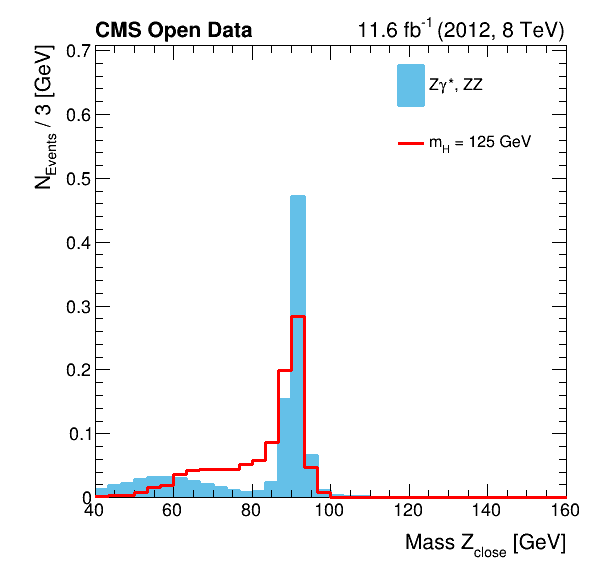 CMS Open Data 11.6 fb⁻¹ (2012, 8 TeV)
N_Events / 3 [GeV]
0.7
0.6
0.5
0.4
0.3
0.2
0.1
0
Zγ*, ZZ
m_H = 125 GeV
40 60 80 100 120 140 160
Mass Z_close [GeV]